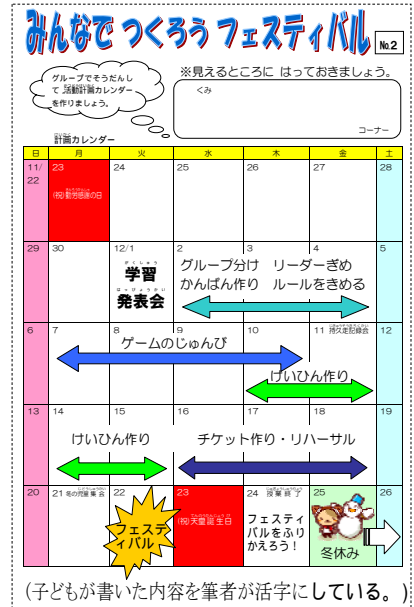 みんなで つくろう フェスティバル
№2
グループでそうだんし
て 活動計画カレンダー
を作りましょう。
※見えるところに はっておきましょう。
くみ
コーナー
計画カレンダー
日 月 火 水 木 金 土
11/22 23 24 25 26 27 28
(祝)勤労感謝の日
29 30 12/1 2 3 4 5
がくしゅう
学習
はっぴょうかい
発表会
グループ分け リーダーぎめ
かんばん作り ルールをきめる
6 7 8 9 10 11 持久走記録会 12
ゲームのじゅんび
けいひん作り
13 14 15 16 17 18 19
けいひん作り チケット作り・リハーサル
20 21 冬の児童集会 22 23 24 授業終了 25 26
フェステ
ィバル
(祝)天皇誕生日
フェスティ
バルをふり
かえろう！
冬休み
(子どもが書いた内容を筆者が活字にしている。)